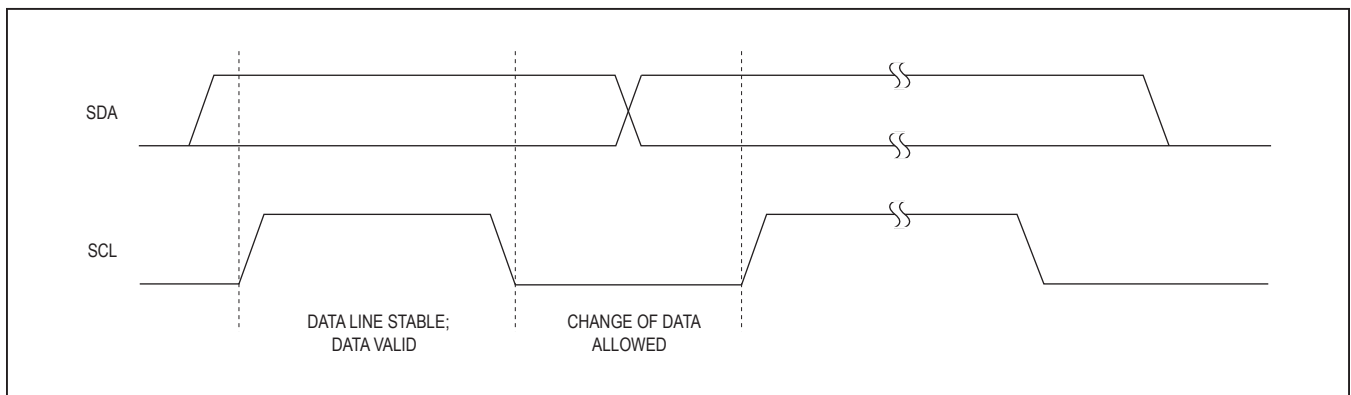 SDA
SCL
DATA LINE STABLE;
DATA VALID
CHANGE OF DATA
ALLOWED